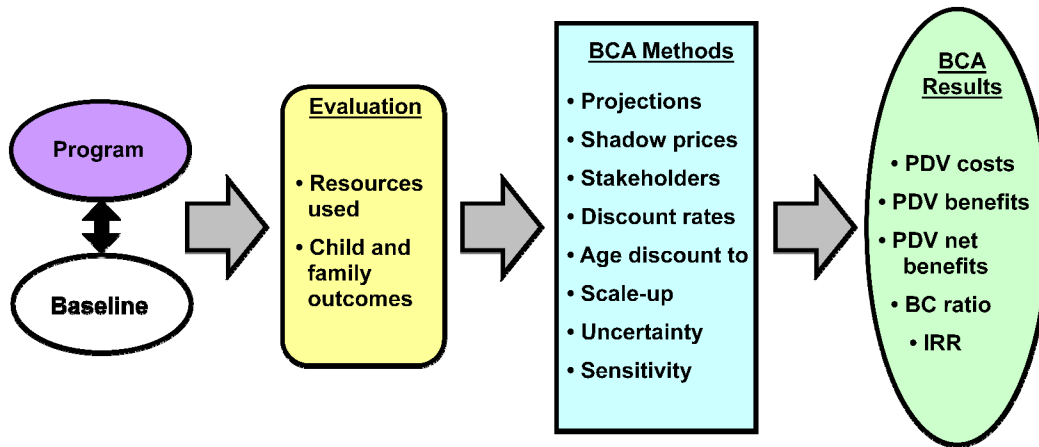 Program
Baseline
Evaluation
• Resources
used
• Child and
family
outcomes
BCA Methods
• Projections
• Shadow prices
• Stakeholders
• Discount rates
• Age discount to
• Scale-up
• Uncertainty
• Sensitivity
BCA
Results
• PDV costs
• PDV benefits
• PDV net
benefits
• BC ratio
• IRR